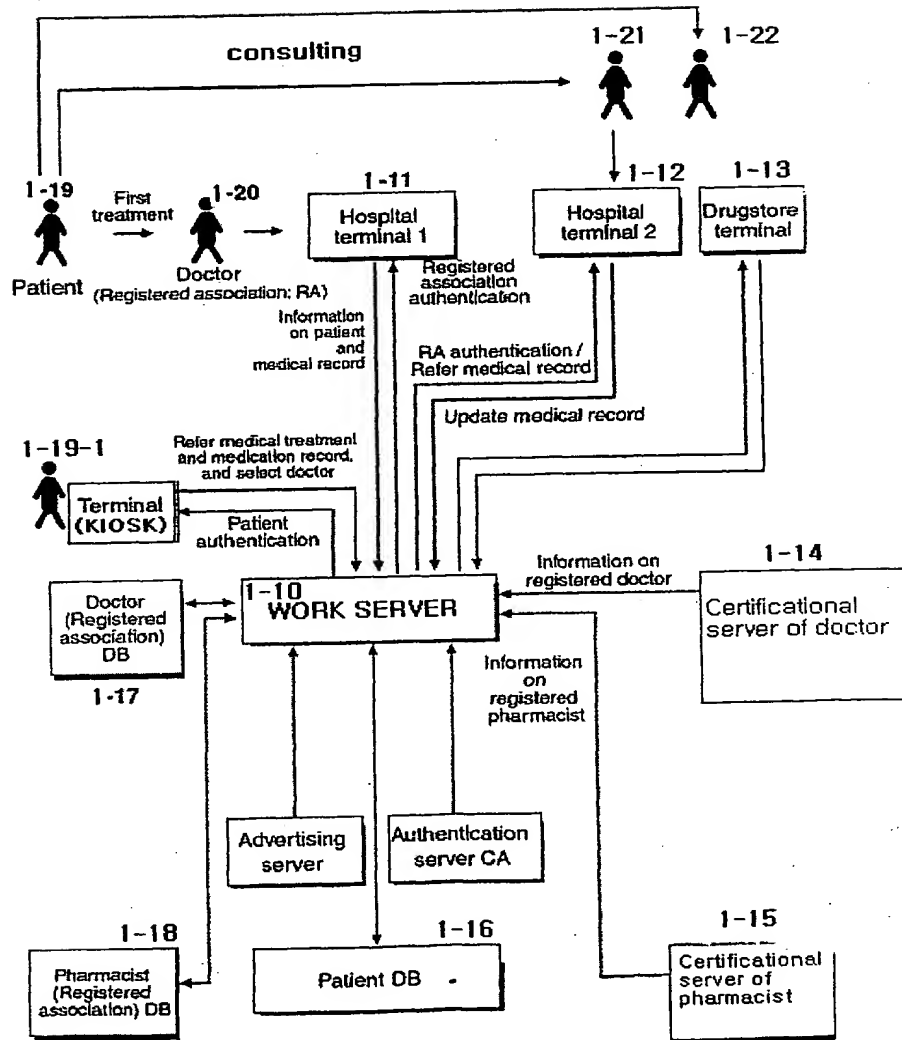 1-21
1-22
consulting
1-19
First
treatment
1-20
1-11
1-12
1-13
Hospital
terminal 1
Hospital
terminal 2
Drugstore
terminal
Patient
Doctor
(Registered association: RA)
Registered
association
authentication
Information
on patient
and
medical record
RA authentication /
Refer medical record
Update medical record
1-19-1
Refer medical treatment
and medication record,
and select doctor
Terminal
(KIOSK)
Patient
authentication
Information on
registered doctor
1-14
1-10
WORK SERVER
Doctor
(Registered
association)
DB
1-17
Certificational
server of doctor
Information
on
registered
pharmacist
Advertising
server
Authentication
server CA
1-18
1-16
1-15
Pharmacist
(Registered
association) DB
Patient DB
Certificational
server of
pharmacist